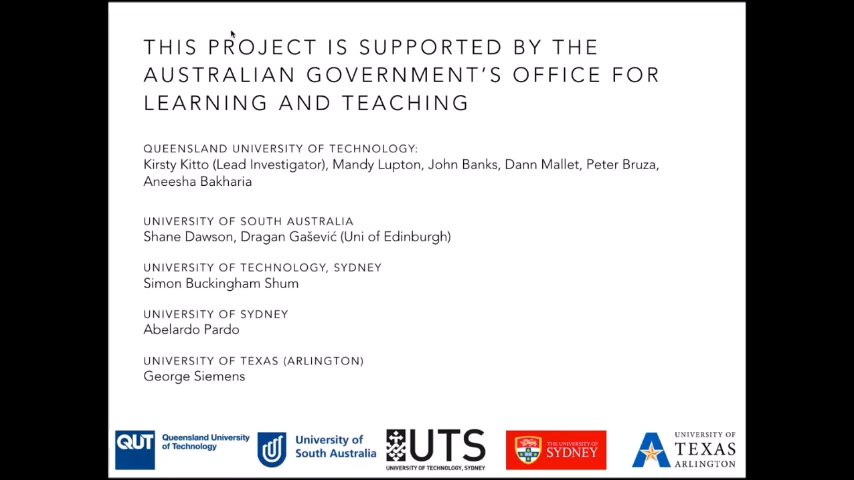 THIS PROJECT IS SUPPORTED BY THE
AUSTRALIAN GOVERNMENT'S OFFICE FOR
LEARNING AND TEACHING
QUEENSLAND UNIVERSITY OF TECHNOLOGY:
Kirsty Kitto (Lead Investigator), Mandy Lupton, John Banks, Dann Mallet, Peter Bruza,
Aneesha Bakharia
UNIVERSITY OF SOUTH AUSTRALIA
Shane Dawson, Dragan Gašević (Uni of Edinburgh)
UNIVERSITY OF TECHNOLOGY, SYDNEY
Simon Buckingham Shum
UNIVERSITY OF SYDNEY
Abelardo Pardo
UNIVERSITY OF TEXAS (ARLINGTON)
George Siemens
QUT
Queensland University
of Technology
University of
South Australia
UTS
UNIVERSITY OF TECHNOLOGY, SYDNEY
THE UNIVERSITY OF
SYDNEY
A
UNIVERSITY OF
TEXAS
ARLINGTON